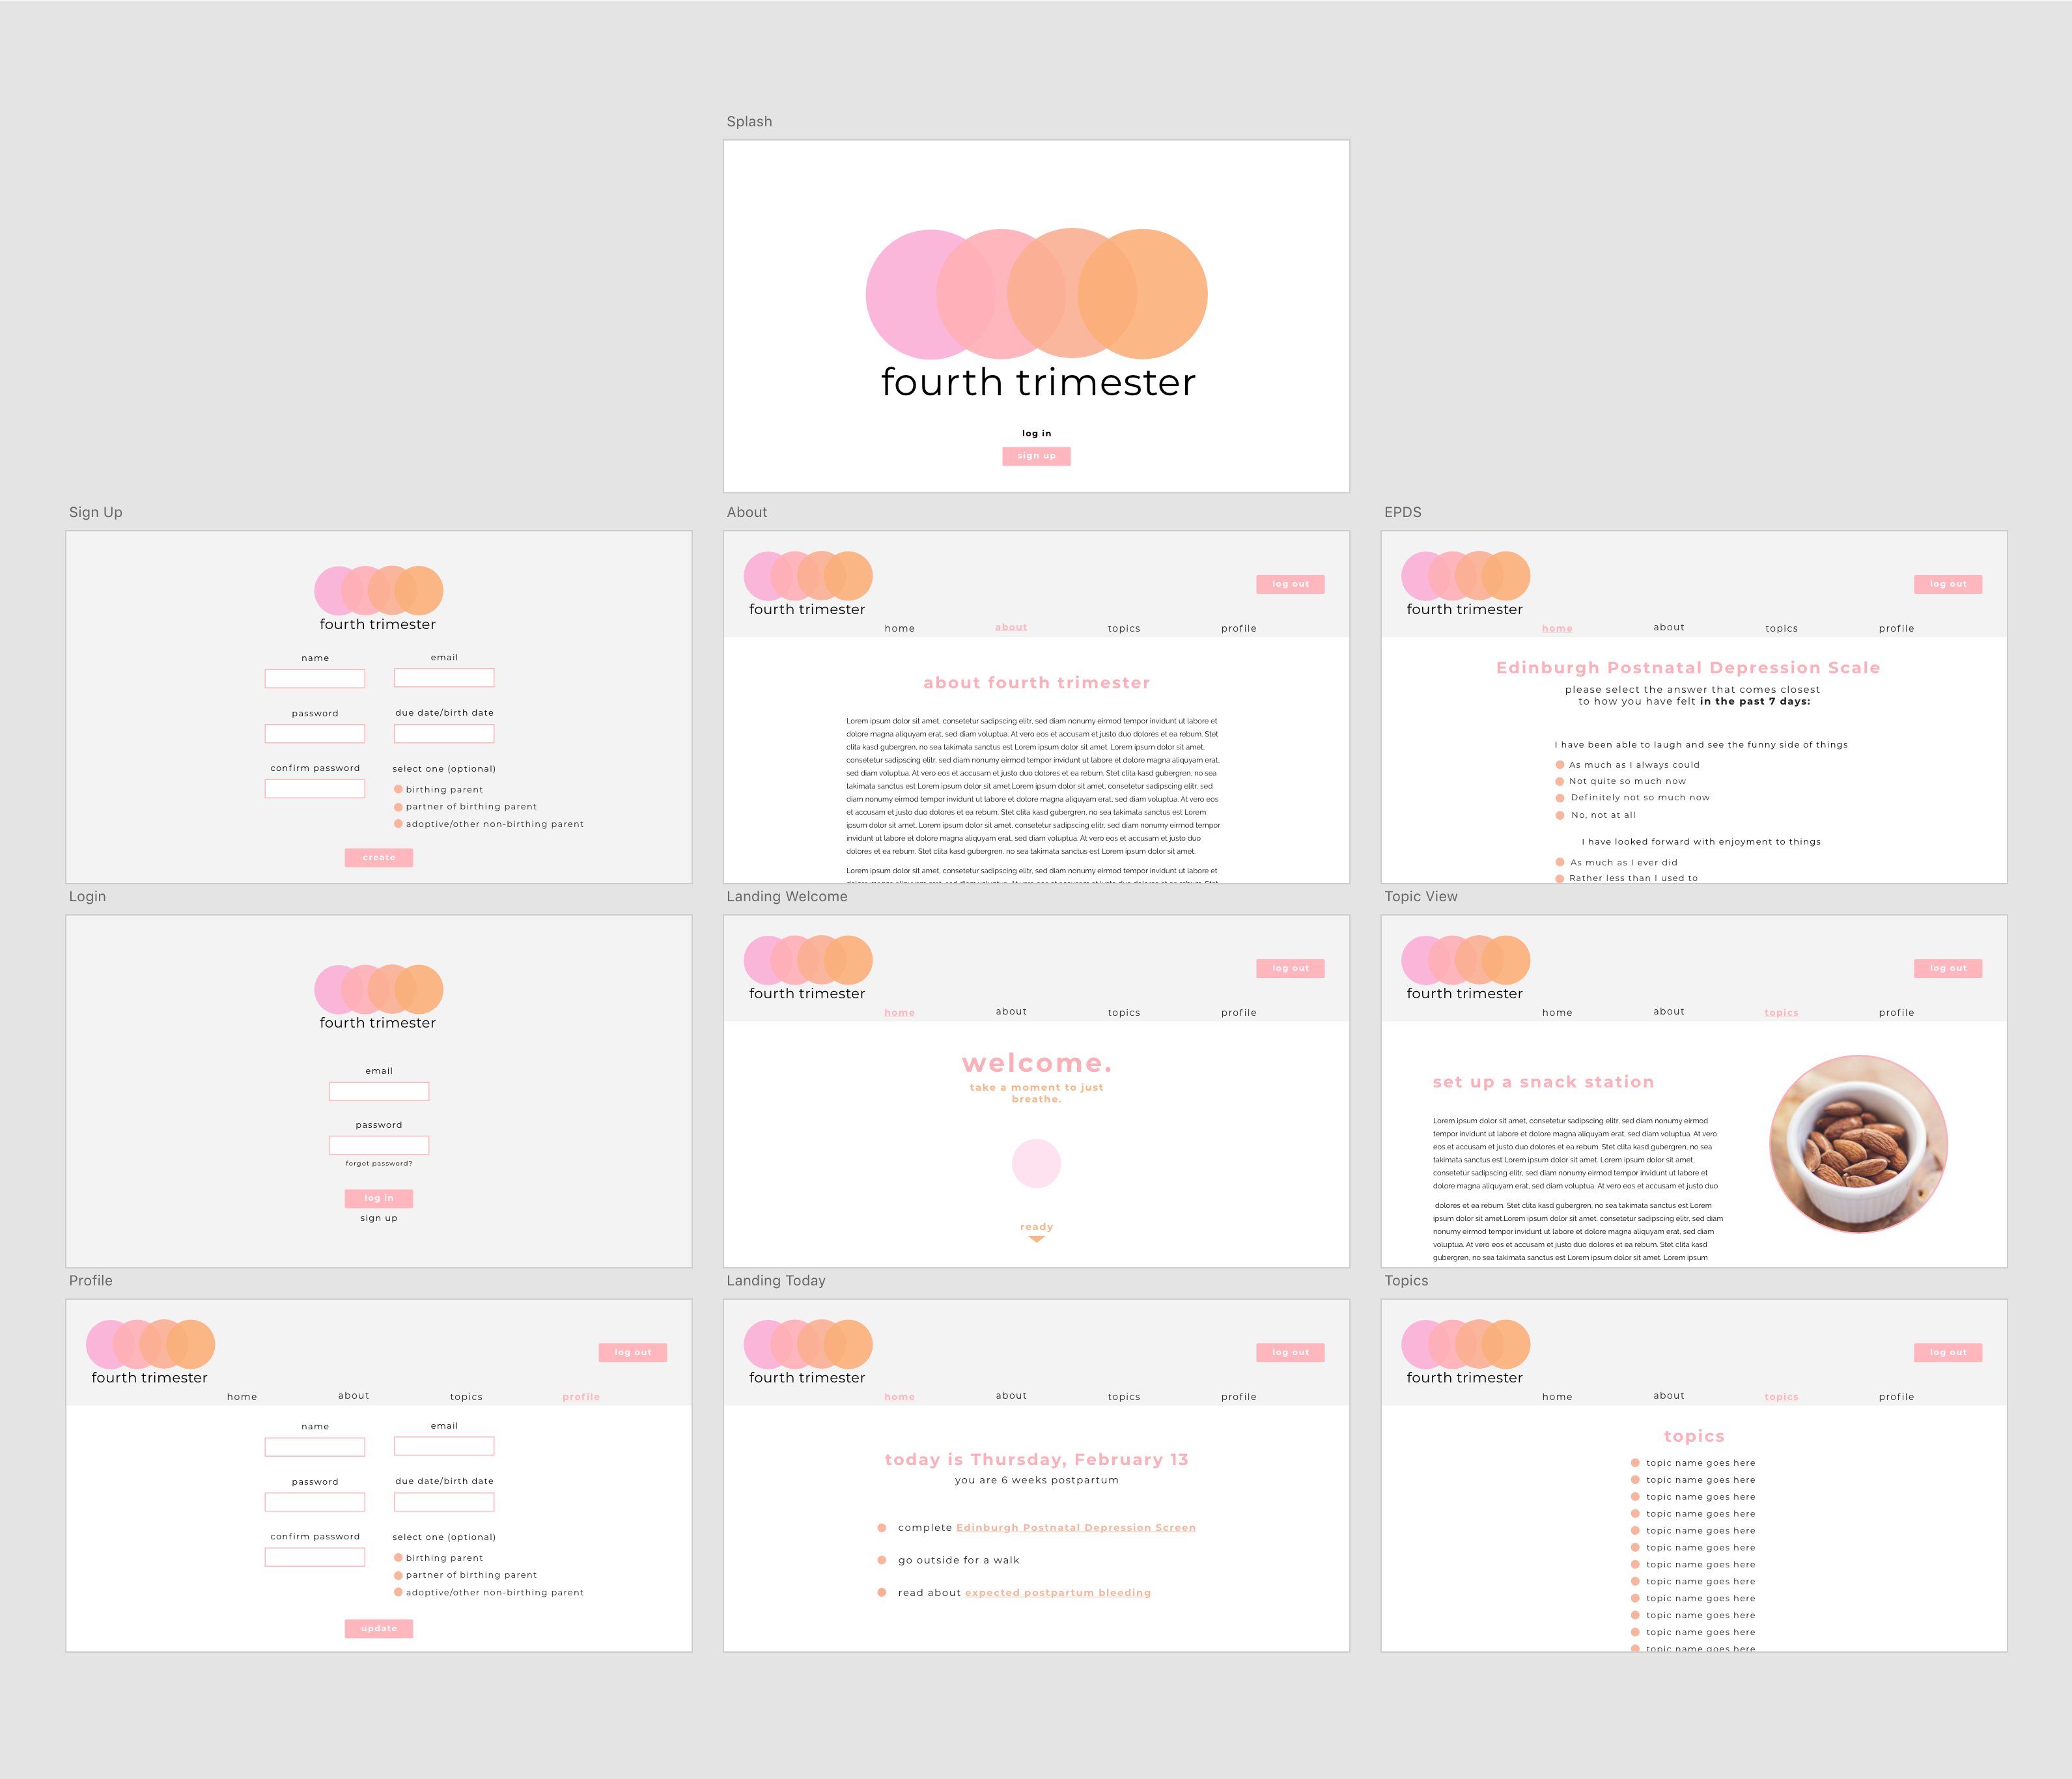 Splash
fourth trimester
log in
sign up
Sign Up
fourth trimester
name
email
password
due date/birth date
confirm password
select one (optional)
birthing parent
partner of birthing parent
adoptive/other non-birthing parent
create
About
fourth trimester
log out
home about topics profile
about fourth trimester
Lorem ipsum dolor sit amet, consetetur sadipscing elitr, sed diam nonumy eirmod tempor invidunt ut labore et
dolore magna aliquyam erat, sed diam voluptua. At vero eos et accusam et justo duo dolores et ea rebum. Stet
clita kasd gubergren, no sea takimata sanctus est Lorem ipsum dolor sit amet. Lorem ipsum dolor sit amet,
consetetur sadipscing elitr, sed diam nonumy eirmod tempor invidunt ut labore et dolore magna aliquyam erat,
sed diam voluptua. At vero eos et accusam et justo duo dolores et ea rebum. Stet clita kasd gubergren, no sea
takimata sanctus est Lorem ipsum dolor sit amet.Lorem ipsum dolor sit amet, consetetur sadipscing elitr, sed
diam nonumy eirmod tempor invidunt ut labore et dolore magna aliquyam erat, sed diam voluptua. At vero eos
et accusam et justo duo dolores et ea rebum. Stet clita kasd gubergren, no sea takimata sanctus est Lorem
ipsum dolor sit amet. Lorem ipsum dolor sit amet, consetetur sadipscing elitr, sed diam nonumy eirmod tempor
invidunt ut labore et dolore magna aliquyam erat, sed diam voluptua. At vero eos et accusam et justo duo
dolores et ea rebum. Stet clita kasd gubergren, no sea takimata sanctus est Lorem ipsum dolor sit amet.
Lorem ipsum dolor sit amet, consetetur sadipscing elitr, sed diam nonumy eirmod tempor invidunt ut labore et
dolore magna aliquyam erat, sed diam voluptua. At vero eos et accusam et justo duo dolores et ea rebum. Stet
EPDS
fourth trimester
log out
home about topics profile
Edinburgh Postnatal Depression Scale
please select the answer that comes closest
to how you have felt in the past 7 days:
I have been able to laugh and see the funny side of things
As much as I always could
Not quite so much now
Definitely not so much now
No, not at all
I have looked forward with enjoyment to things
As much as I ever did
Rather less than I used to
Login
fourth trimester
email
password
forgot password?
log in
sign up
Landing Welcome
fourth trimester
log out
home about topics profile
welcome.
take a moment to just
breathe.
ready
Topic View
fourth trimester
log out
home about topics profile
set up a snack station
Lorem ipsum dolor sit amet, consetetur sadipscing elitr, sed diam nonumy eirmod
tempor invidunt ut labore et dolore magna aliquyam erat, sed diam voluptua. At vero
eos et accusam et justo duo dolores et ea rebum. Stet clita kasd gubergren, no sea
takimata sanctus est Lorem ipsum dolor sit amet. Lorem ipsum dolor sit amet,
consetetur sadipscing elitr, sed diam nonumy eirmod tempor invidunt ut labore et
dolore magna aliquyam erat, sed diam voluptua. At vero eos et accusam et justo duo
dolores et ea rebum. Stet clita kasd gubergren, no sea takimata sanctus est Lorem
ipsum dolor sit amet.Lorem ipsum dolor sit amet, consetetur sadipscing elitr, sed diam
nonumy eirmod tempor invidunt ut labore et dolore magna aliquyam erat, sed diam
voluptua. At vero eos et accusam et justo duo dolores et ea rebum. Stet clita kasd
gubergren, no sea takimata sanctus est Lorem ipsum dolor sit amet. Lorem ipsum
Profile
fourth trimester
log out
home about topics profile
name
email
password
due date/birth date
confirm password
select one (optional)
birthing parent
partner of birthing parent
adoptive/other non-birthing parent
update
Landing Today
fourth trimester
log out
home about topics profile
today is Thursday, February 13
you are 6 weeks postpartum
complete Edinburgh Postnatal Depression Screen
go outside for a walk
read about expected postpartum bleeding
Topics
fourth trimester
log out
home about topics profile
topics
topic name goes here
topic name goes here
topic name goes here
topic name goes here
topic name goes here
topic name goes here
topic name goes here
topic name goes here
topic name goes here
topic name goes here
topic name goes here
topic name goes here